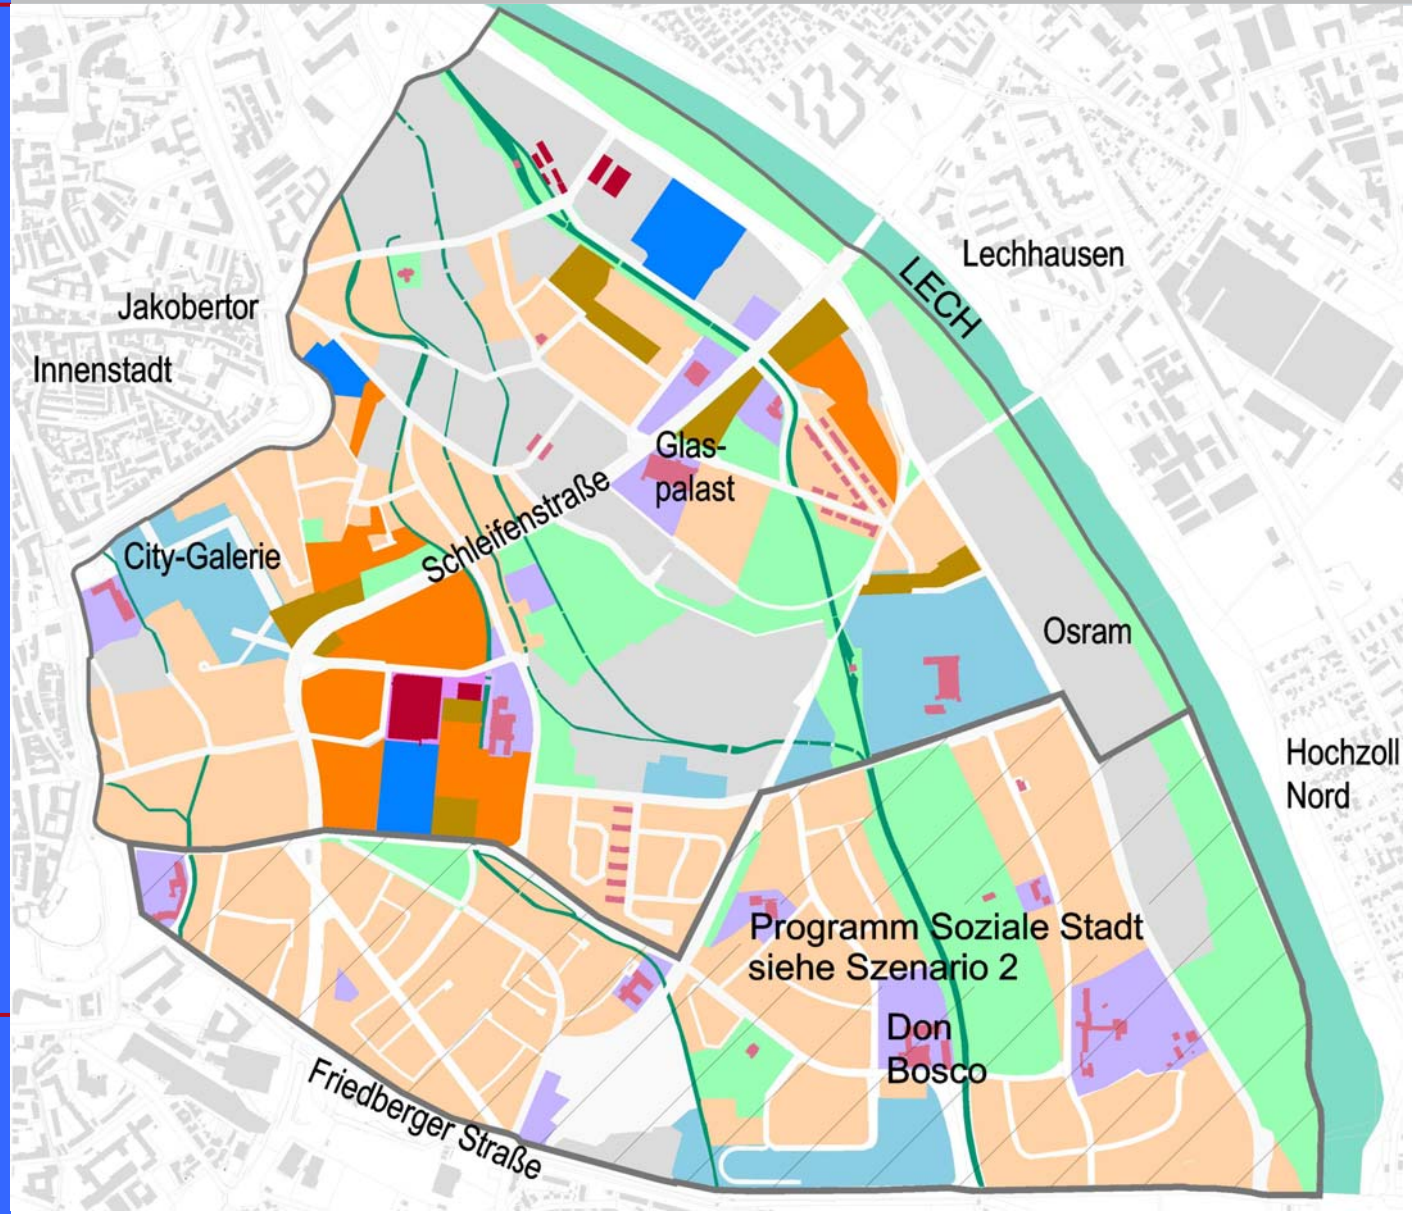 Lechhausen
LECH
Jakobertor
Innenstadt
Glas-
palast
Schleifenstraße
City-Galerie
Osram
Hochzoll
Nord
Programm Soziale Stadt
siehe Szenario 2
Don
Bosco
Friedberger Straße